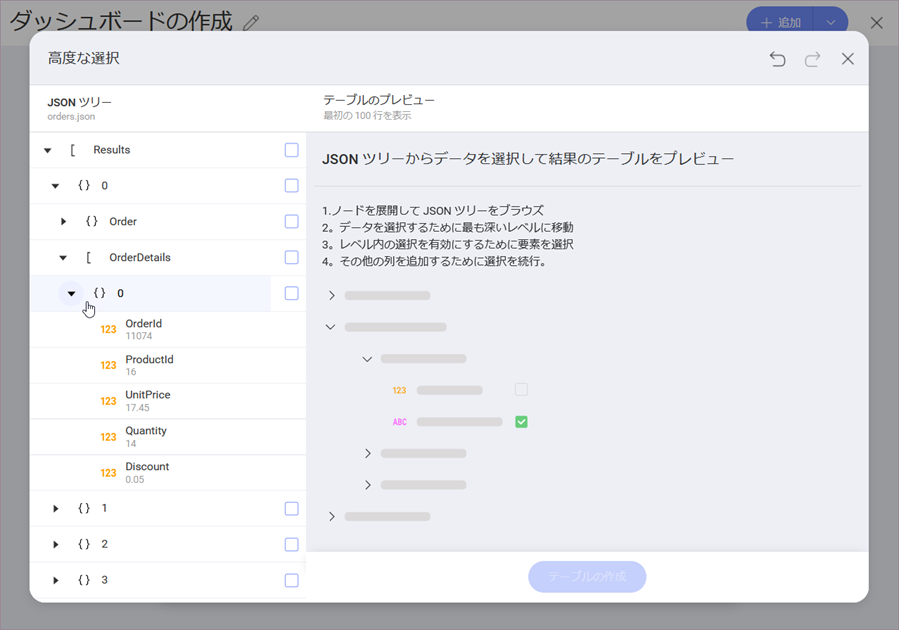 ダッシュボードの作成
追加
高度な選択
JSON ツリー
orders.json
テーブルのプレビュー
最初の 100 行を表示
[ Results
{} 0
{} Order
[ OrderDetails
{} 0
123 OrderId
11074
123 ProductId
16
123 UnitPrice
17.45
123 Quantity
14
123 Discount
0.05
{} 1
{} 2
{} 3
JSON ツリーからデータを選択して結果のテーブルをプレビュー
1.ノードを展開して JSON ツリーをブラウズ
2。データを選択するために最も深いレベルに移動
3。レベル内の選択を有効にするために要素を選択
4。その他の列を追加するために選択を続行。
123
ABC
テーブルの作成